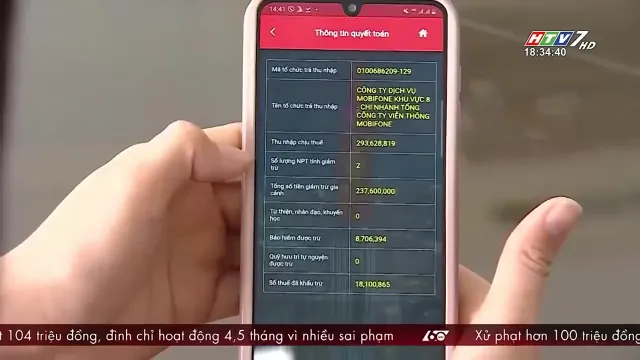 14:41
HTV7 HD
18:34:40
Thông tin quyết toán
Mã tổ chức trả thu nhập
0100686209-129
Tên tổ chức trả thu nhập
CÔNG TY DỊCH VỤ
MOBIFONE KHU VỰC 8
- CHI NHÁNH TỔNG
CÔNG TY VIỄN THÔNG
MOBIFONE
Thu nhập chịu thuế
293,628,819
Số lượng NPT tính giảm
trừ
2
Tổng số tiền giảm trừ gia
cảnh
237,600,000
Từ thiện, nhân đạo, khuyến
học
0
Bảo hiểm được trừ
8,706,394
Quỹ hưu trí tự nguyện
được trừ
0
Số thuế đã khấu trừ
18,100,865
t 104 triệu đồng, đình chỉ hoạt động 4,5 tháng vì nhiều sai phạm
60
Xử phạt hơn 100 triệu đồng